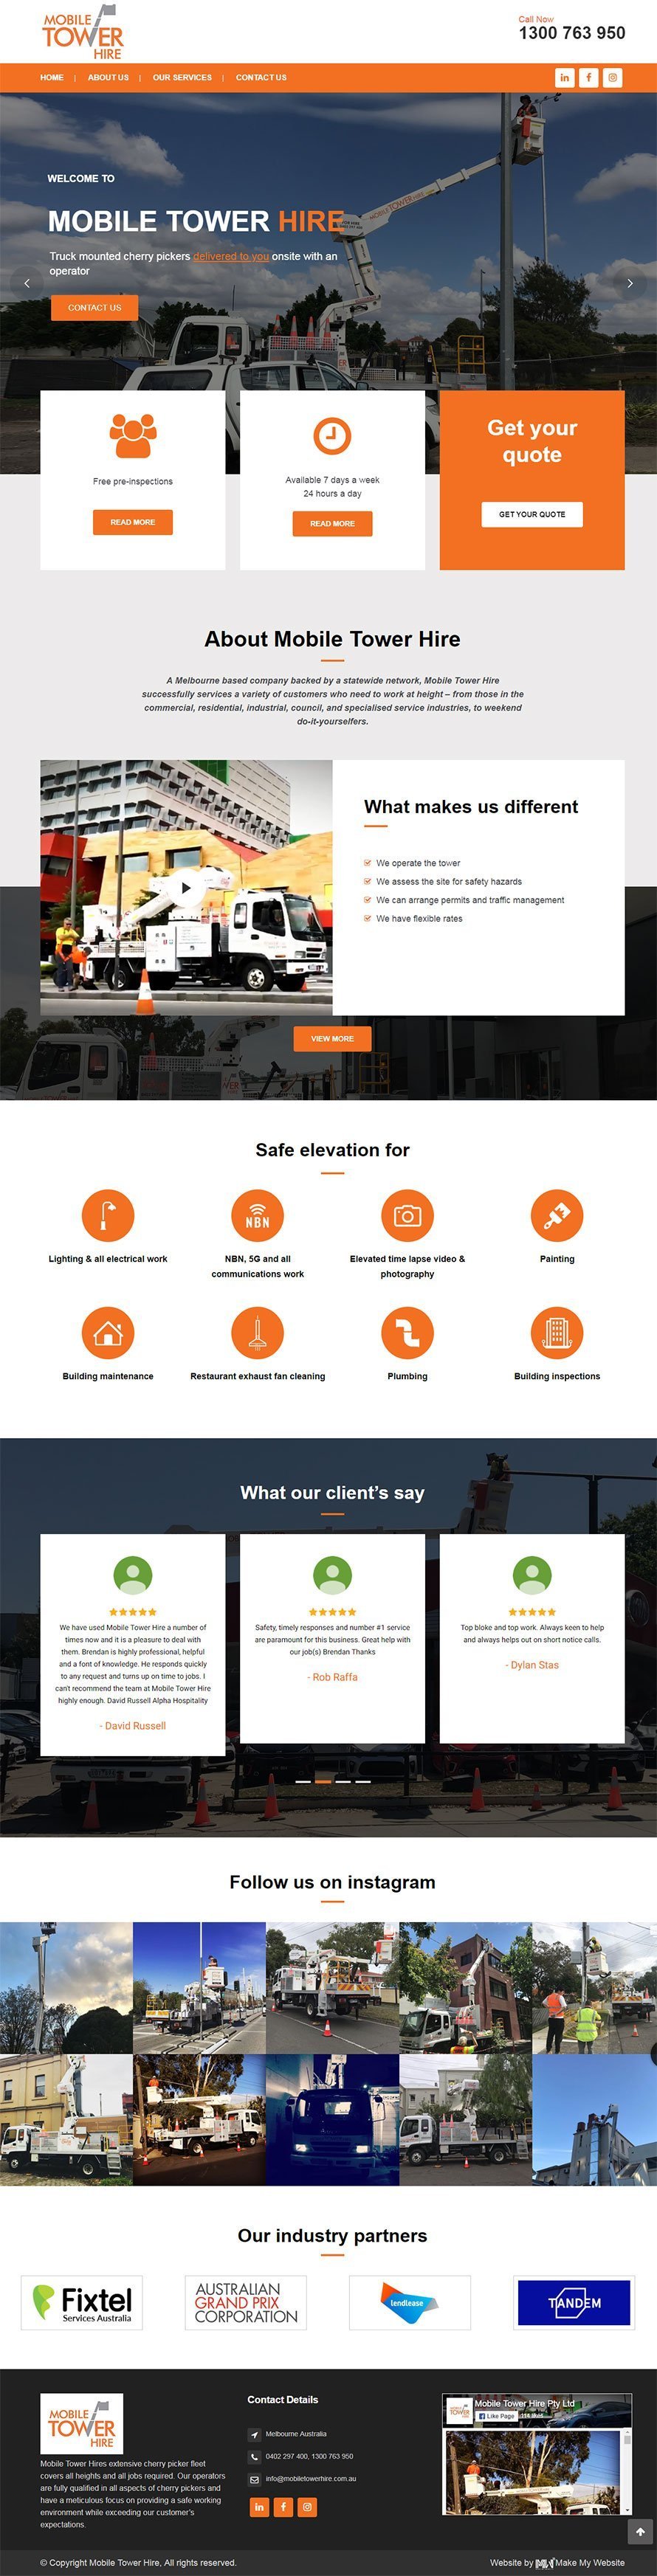 MOBILE
TOWER
HIRE
Call Now
1300 763 950
HOME | ABOUT US | OUR SERVICES | CONTACT US
WELCOME TO
MOBILE TOWER HIRE
Truck mounted cherry pickers delivered to you onsite with an
operator
CONTACT US
MOBILE TOWER HIRE
Free pre-inspections
READ MORE
Available 7 days a week
24 hours a day
READ MORE
Get your
quote
GET YOUR QUOTE
About Mobile Tower Hire
A Melbourne based company backed by a statewide network, Mobile Tower Hire
successfully services a variety of customers who need to work at height – from those in the
commercial, residential, industrial, council, and specialised service industries, to weekend
do-it-yourselfers.
What makes us different
We operate the tower
We assess the site for safety hazards
We can arrange permits and traffic management
We have flexible rates
VIEW MORE
Safe elevation for
NBN
Lighting & all electrical work
NBN, 5G and all
communications work
Elevated time lapse video &
photography
Painting
Building maintenance
Restaurant exhaust fan cleaning
Plumbing
Building inspections
What our client's say
We have used Mobile Tower Hire a number of
times now and it is a pleasure to deal with
them. Brendan is highly professional, helpful
and a font of knowledge. He responds quickly
to any request and turns up on time to jobs. I
can't recommend the team at Mobile Tower Hire
highly enough. David Russell Alpha Hospitality
- David Russell
Safety, timely responses and number #1 service
are paramount for this business. Great help with
our job(s) Brendan Thanks
- Rob Raffa
Top bloke and top work. Always keen to help
and always helps out on short notice calls.
- Dylan Stas
Follow us on instagram
Our industry partners
Fixtel
Services Australia
AUSTRALIAN
GRAND PRIX
CORPORATION
lendlease
TANDEM
MOBILE
TOWER
HIRE
Mobile Tower Hires extensive cherry picker fleet
covers all heights and all jobs required. Our operators
are fully qualified in all aspects of cherry pickers and
have a meticulous focus on providing a safe working
environment while exceeding our customer's
expectations.
Contact Details
Melbourne Australia
0402 297 400, 1300 763 950
info@mobiletowerhire.com.au
Mobile Tower Hire Pty Ltd
Like Page
© Copyright Mobile Tower Hire, All rights reserved.
Website by Make My Website